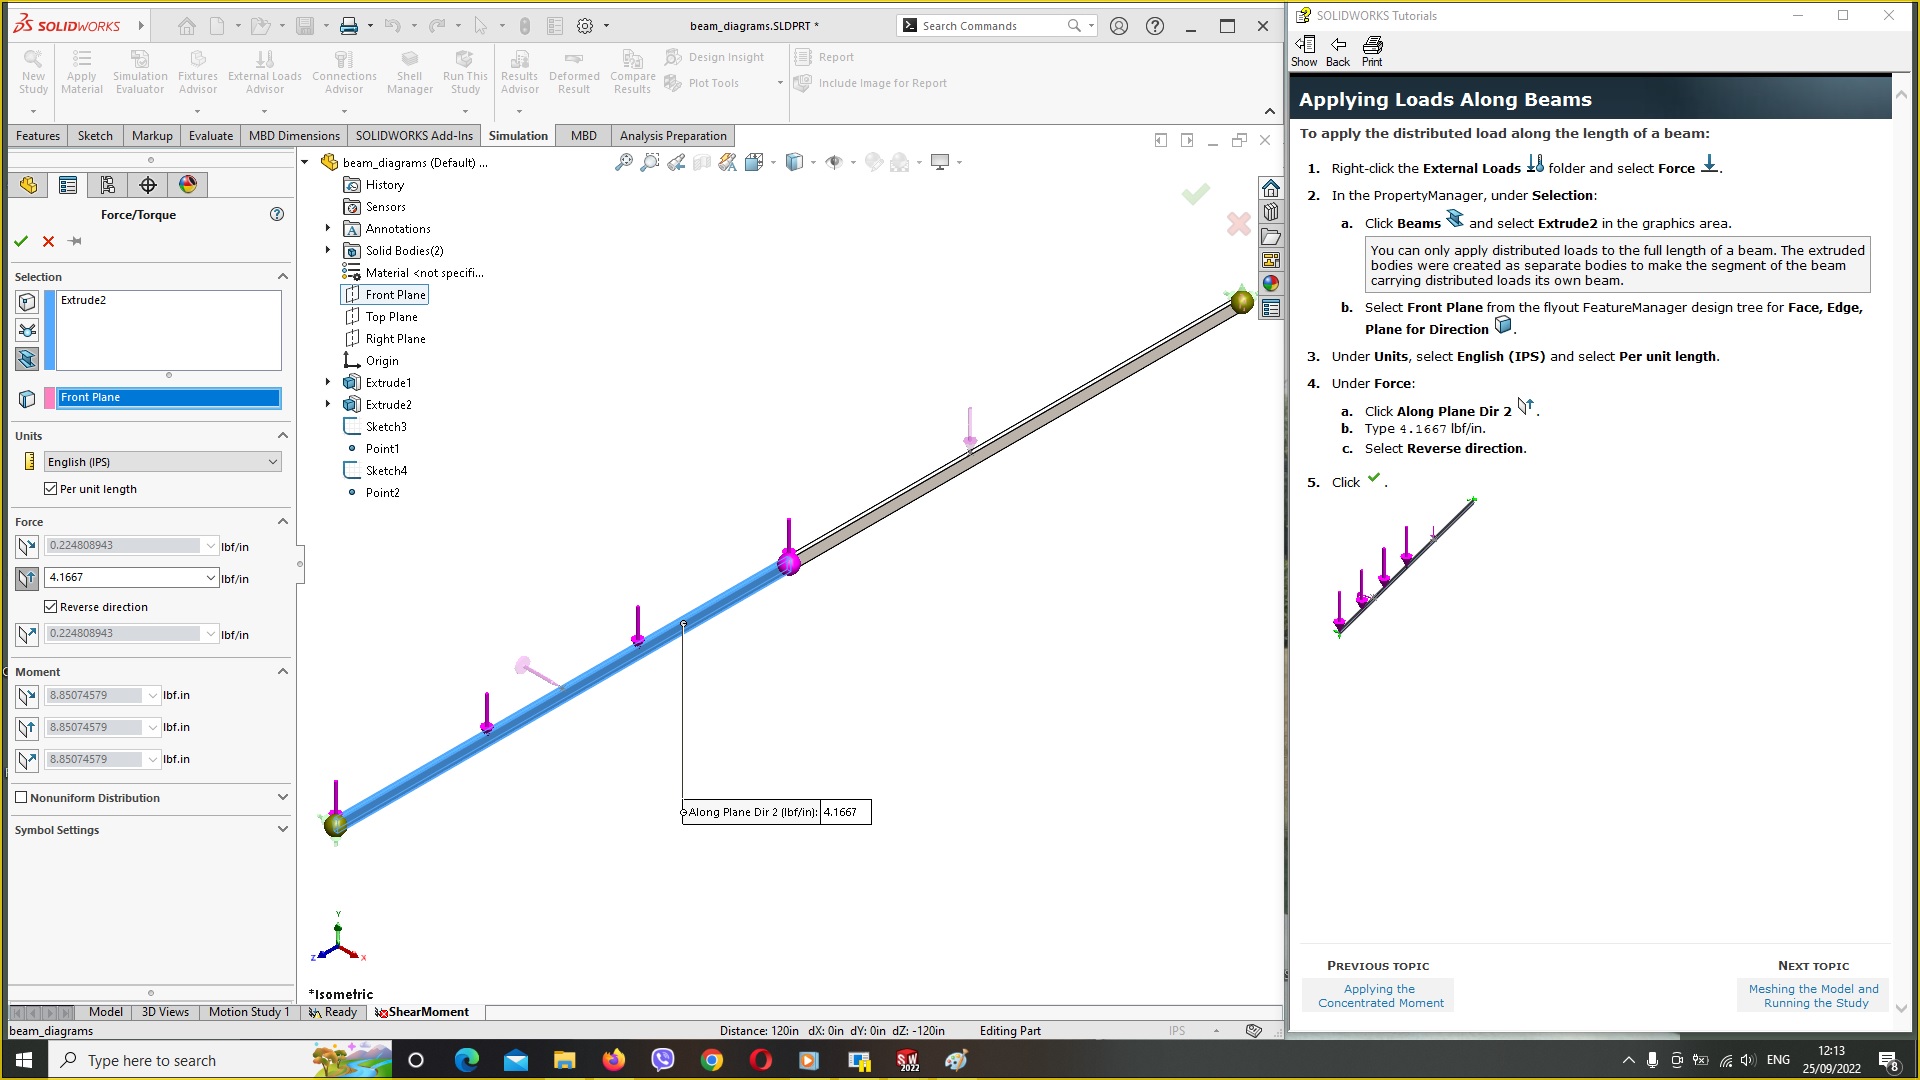 SOLIDWORKS
beam_diagrams.SLDPRT *
Search Commands
New Study
Apply Material
Simulation Evaluator
Fixtures Advisor
External Loads Advisor
Connections Advisor
Shell Manager
Run This Study
Results Advisor
Deformed Result
Compare Results
Design Insight
Plot Tools
Report
Include Image for Report
Features
Sketch
Markup
Evaluate
MBD Dimensions
SOLIDWORKS Add-Ins
Simulation
MBD
Analysis Preparation
Force/Torque
Selection
Extrude2
Front Plane
Units
English (IPS)
Per unit length
Force
0.224808943 lbf/in
4.1667 lbf/in
Reverse direction
0.224808943 lbf/in
Moment
8.85074579 lbf.in
8.85074579 lbf.in
8.85074579 lbf.in
Nonuniform Distribution
Symbol Settings
beam_diagrams (Default) ...
History
Sensors
Annotations
Solid Bodies(2)
Material <not specifi...
Front Plane
Top Plane
Right Plane
Origin
Extrude1
Extrude2
Sketch3
Point1
Sketch4
Point2
Along Plane Dir 2 (lbf/in): 4.1667
Y
Z
X
*Isometric
Model
3D Views
Motion Study 1
Ready
ShearMoment
beam_diagrams
Distance: 120in dX: 0in dY: 0in dZ: -120in
Editing Part
IPS
SOLIDWORKS Tutorials
Show
Back
Print
Applying Loads Along Beams
To apply the distributed load along the length of a beam:
1. Right-click the External Loads folder and select Force .
2. In the PropertyManager, under Selection:
a. Click Beams and select Extrude2 in the graphics area.
You can only apply distributed loads to the full length of a beam. The extruded
bodies were created as separate bodies to make the segment of the beam
carrying distributed loads its own beam.
b. Select Front Plane from the flyout FeatureManager design tree for Face, Edge,
Plane for Direction .
3. Under Units, select English (IPS) and select Per unit length.
4. Under Force:
a. Click Along Plane Dir 2 .
b. Type 4.1667 lbf/in.
c. Select Reverse direction.
5. Click .
PREVIOUS TOPIC
Applying the
Concentrated Moment
NEXT TOPIC
Meshing the Model and
Running the Study
Type here to search
SW
2022
ENG
12:13
25/09/2022
8